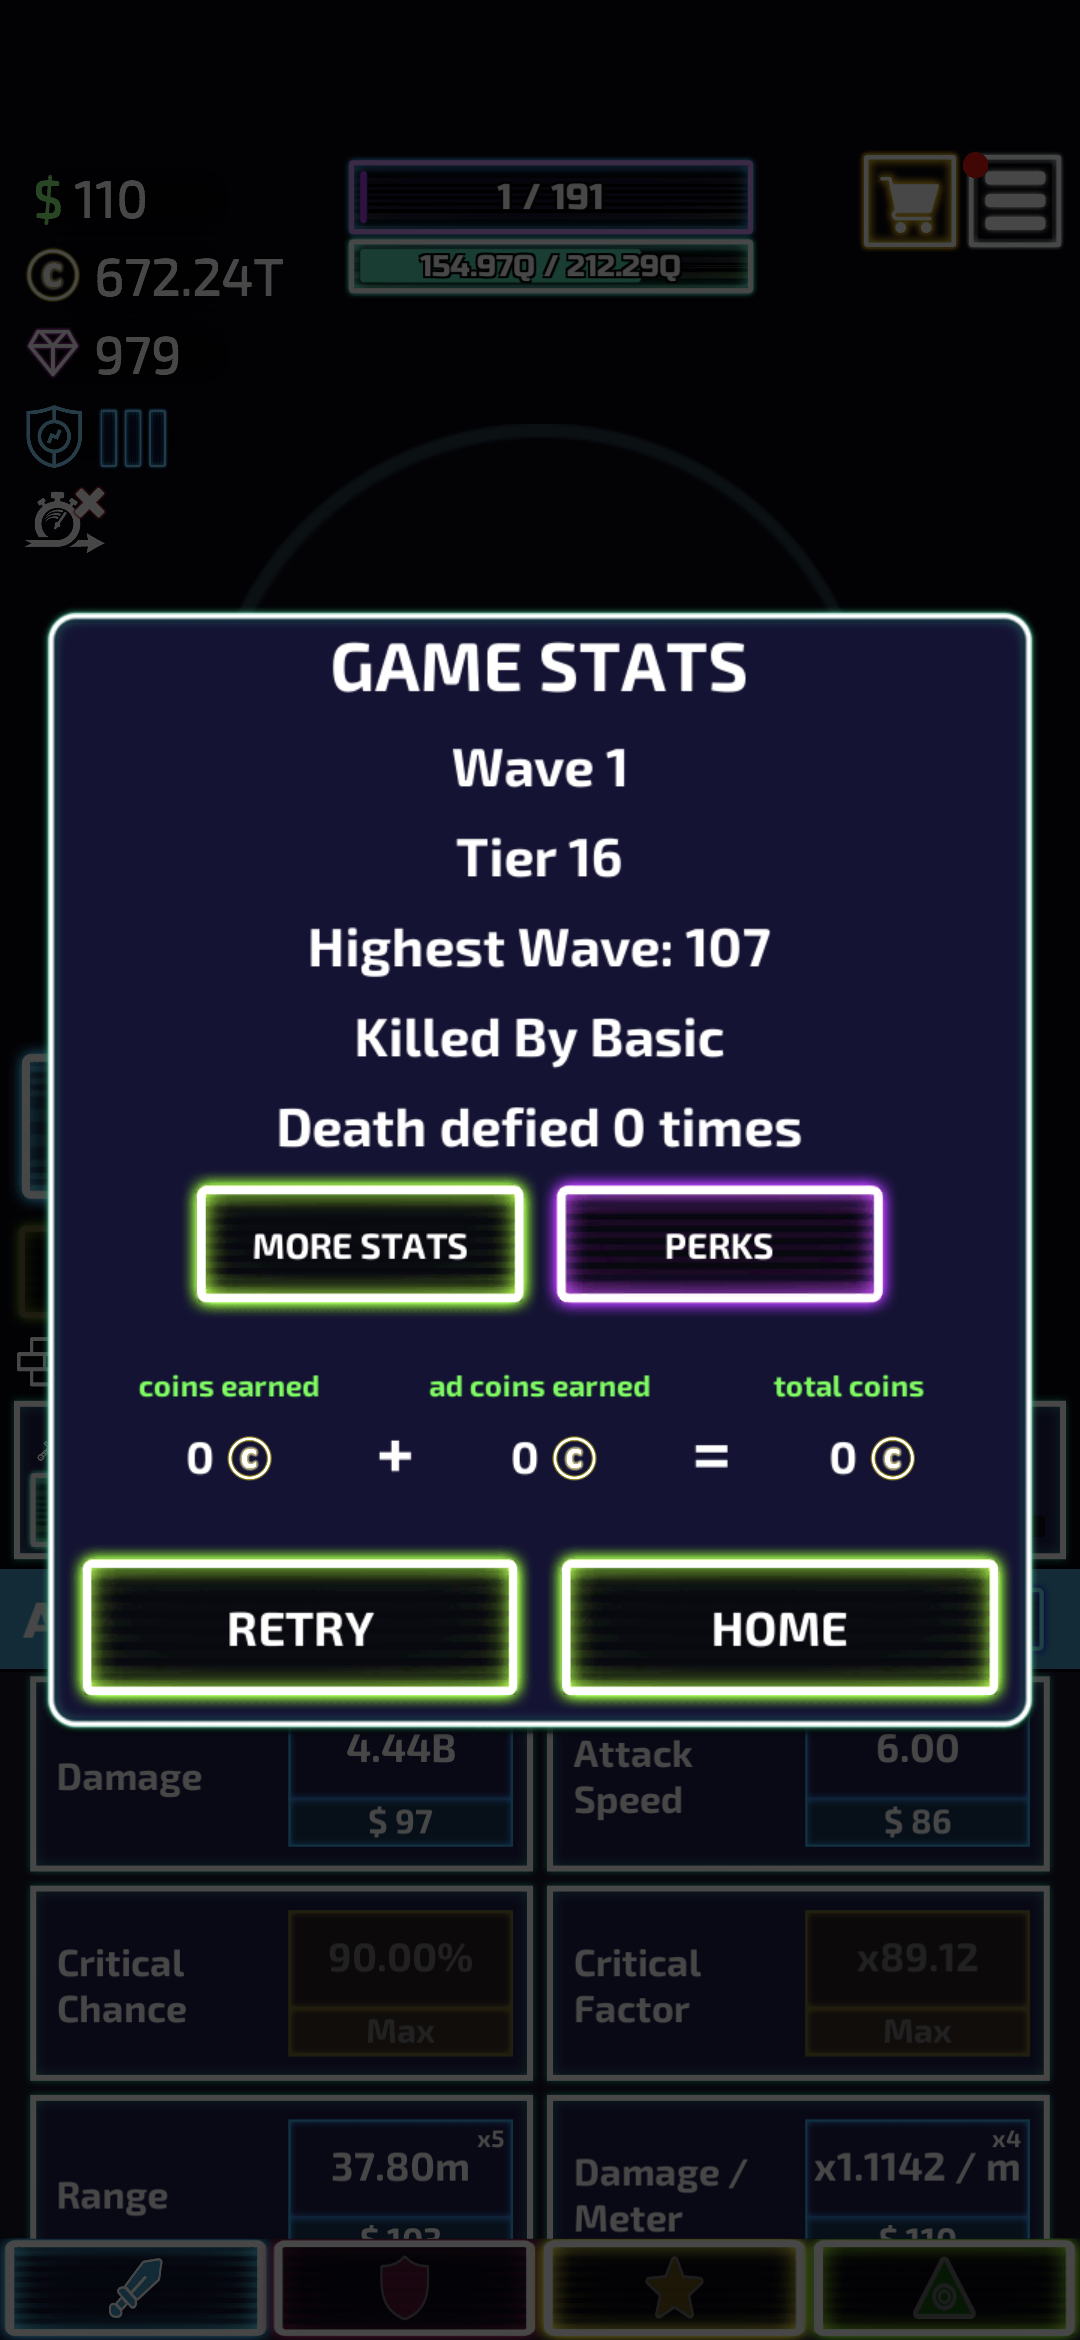 $ 110
1 / 191
154.97Q / 212.29Q
C 672.24T
979
GAME STATS
Wave 1
Tier 16
Highest Wave: 107
Killed By Basic
Death defied 0 times
MORE STATS
PERKS
coins earned
ad coins earned
total coins
0 C + 0 C = 0 C
RETRY
HOME
Damage
4.44B
$ 97
Attack
Speed
6.00
$ 86
Critical
Chance
90.00%
Max
Critical
Factor
x89.12
Max
Range
x5
37.80m
$ 103
Damage /
Meter
x4
x1.1142 / m
$ 110